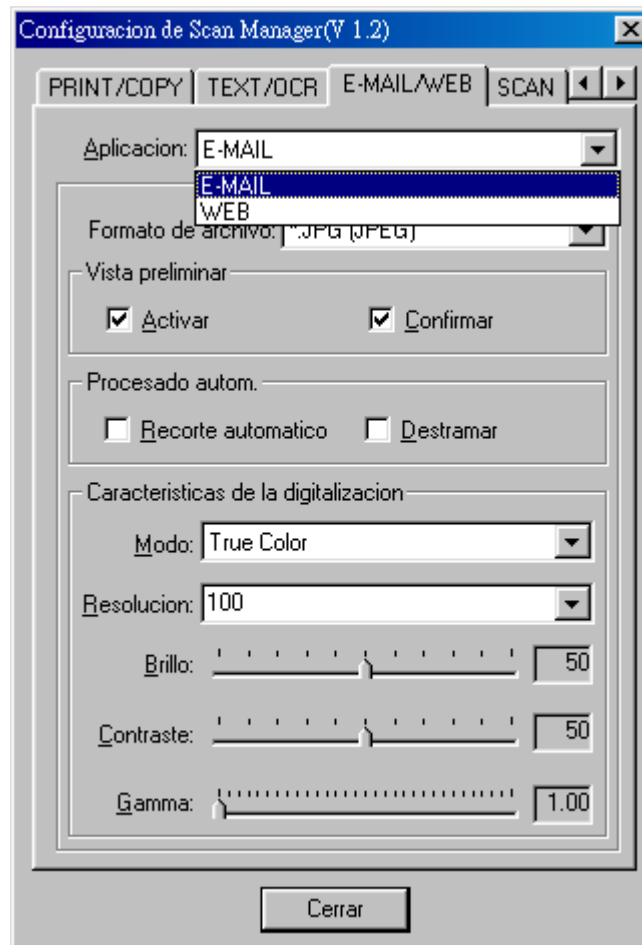 Configuracion de Scan Manager(V 1.2)
PRINT/COPY TEXT/OCR E-MAIL/WEB SCAN
Aplicacion: E-MAIL
E-MAIL
WEB
Formato de archivo: *.JPG (JPEG)
Vista preliminar
Activar Confirmar
Procesado autom.
Recorte automatico Destramar
Caracteristicas de la digitalizacion
Modo: True Color
Resolucion: 100
Brillo: 50
Contraste: 50
Gamma: 1.00
Cerrar